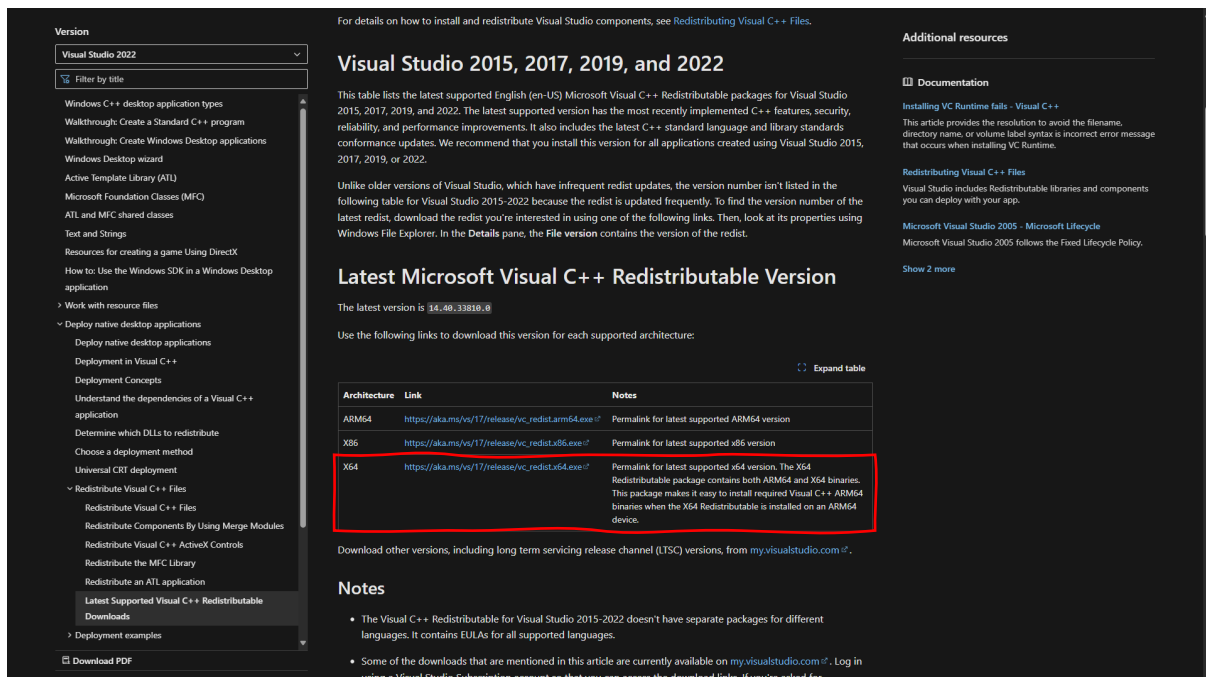 Version
Visual Studio 2022
Filter by title
Windows C++ desktop application types
Walkthrough: Create a Standard C++ program
Walkthrough: Create Windows Desktop applications
Windows Desktop wizard
Active Template Library (ATL)
Microsoft Foundation Classes (MFC)
ATL and MFC shared classes
Text and Strings
Resources for creating a game Using DirectX
How to: Use the Windows SDK in a Windows Desktop
application
Work with resource files
Deploy native desktop applications
Deploy native desktop applications
Deployment in Visual C++
Deployment Concepts
Understand the dependencies of a Visual C++
application
Determine which DLLs to redistribute
Choose a deployment method
Universal CRT deployment
Redistribute Visual C++ Files
Redistribute Visual C++ Files
Redistribute Components By Using Merge Modules
Redistribute Visual C++ ActiveX Controls
Redistribute the MFC Library
Redistribute an ATL application
Latest Supported Visual C++ Redistributable
Downloads
Deployment examples
Download PDF
For details on how to install and redistribute Visual Studio components, see Redistributing Visual C++ Files.
Visual Studio 2015, 2017, 2019, and 2022
This table lists the latest supported English (en-US) Microsoft Visual C++ Redistributable packages for Visual Studio
2015, 2017, 2019, and 2022. The latest supported version has the most recently implemented C++ features, security,
reliability, and performance improvements. It also includes the latest C++ standard language and library standards
conformance updates. We recommend that you install this version for all applications created using Visual Studio 2015,
2017, 2019, or 2022.
Unlike older versions of Visual Studio, which have infrequent redist updates, the version number isn't listed in the
following table for Visual Studio 2015-2022 because the redist is updated frequently. To find the version number of the
latest redist, download the redist you're interested in using one of the following links. Then, look at its properties using
Windows File Explorer. In the Details pane, the File version contains the version of the redist.
Latest Microsoft Visual C++ Redistributable Version
The latest version is 14.40.33810.0
Use the following links to download this version for each supported architecture:
Expand table
Architecture Link Notes
ARM64 https://aka.ms/vs/17/release/vc_redist.arm64.exe Permalink for latest supported ARM64 version
X86 https://aka.ms/vs/17/release/vc_redist.x86.exe Permalink for latest supported x86 version
X64 https://aka.ms/vs/17/release/vc_redist.x64.exe Permalink for latest supported x64 version. The X64
Redistributable package contains both ARM64 and X64 binaries.
This package makes it easy to install required Visual C++ ARM64
binaries when the X64 Redistributable is installed on an ARM64
device.
Download other versions, including long term servicing release channel (LTSC) versions, from my.visualstudio.com.
Notes
• The Visual C++ Redistributable for Visual Studio 2015-2022 doesn't have separate packages for different
languages. It contains EULAs for all supported languages.
• Some of the downloads that are mentioned in this article are currently available on my.visualstudio.com. Log in
using a Visual Studio Subscription account so that you can access the download links. If you're asked for
Additional resources
Documentation
Installing VC Runtime fails - Visual C++
This article provides the resolution to avoid the filename,
directory name, or volume label syntax is incorrect error message
that occurs when installing VC Runtime.
Redistributing Visual C++ Files
Visual Studio includes Redistributable libraries and components
you can deploy with your app.
Microsoft Visual Studio 2005 - Microsoft Lifecycle
Microsoft Visual Studio 2005 follows the Fixed Lifecycle Policy.
Show 2 more